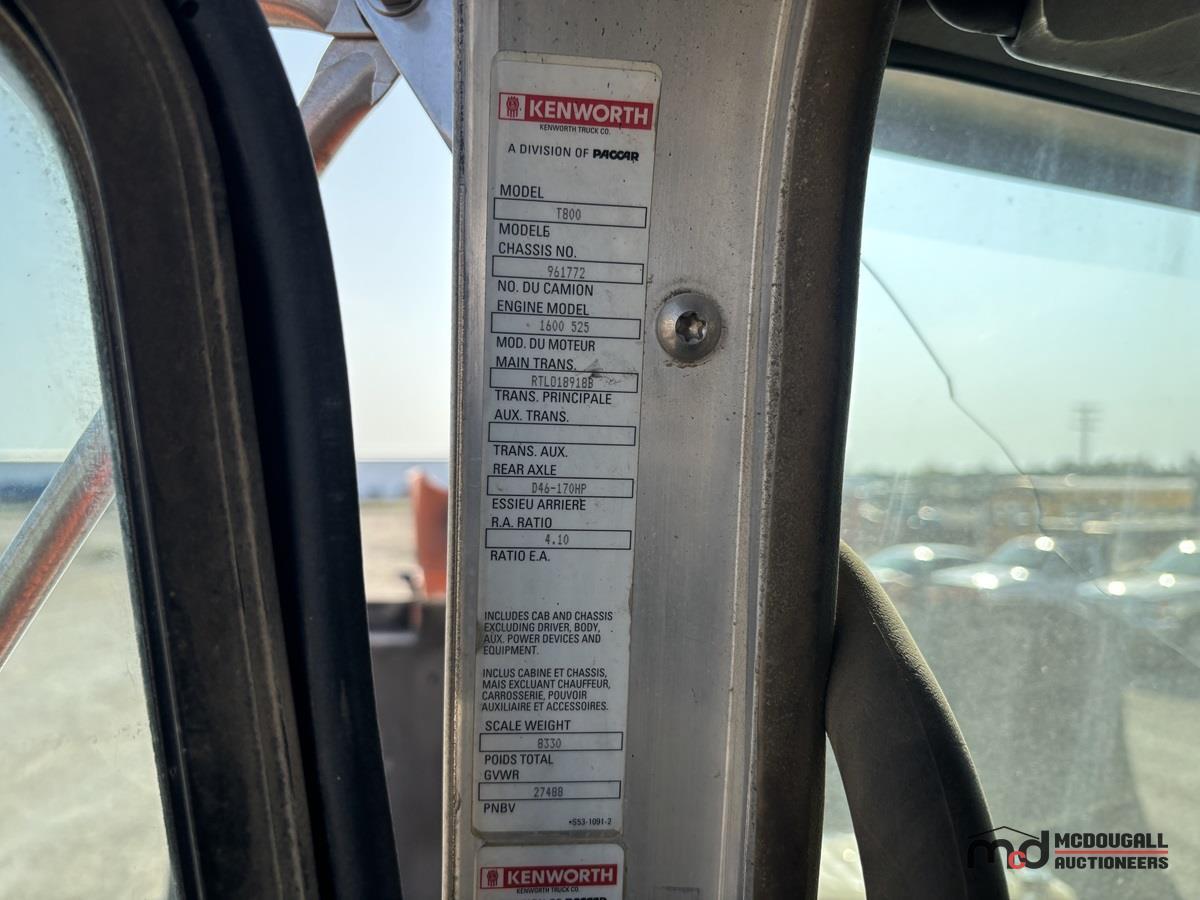 KENWORTH
KENWORTH TRUCK CO.
A DIVISION OF PACCAR
MODEL
T800
MODELE
CHASSIS NO.
961772
NO. DU CAMION
ENGINE MODEL
1600 525
MOD. DU MOTEUR
MAIN TRANS.
RTLO18918B
TRANS. PRINCIPALE
AUX. TRANS.
TRANS. AUX.
REAR AXLE
D46-170HP
ESSIEU ARRIERE
R.A. RATIO
4.10
RATIO E.A.
INCLUDES CAB AND CHASSIS
EXCLUDING DRIVER, BODY,
AUX. POWER DEVICES AND
EQUIPMENT.
INCLUS CABINE ET CHASSIS,
MAIS EXCLUANT CHAUFFEUR,
CARROSSERIE, POUVOIR
AUXILIAIRE ET ACCESSOIRES.
SCALE WEIGHT
8330
POIDS TOTAL
GVWR
27488
PNBV
*S53-1091-2
KENWORTH
KENWORTH TRUCK CO.
mcd MCDOUGALL
AUCTIONEERS